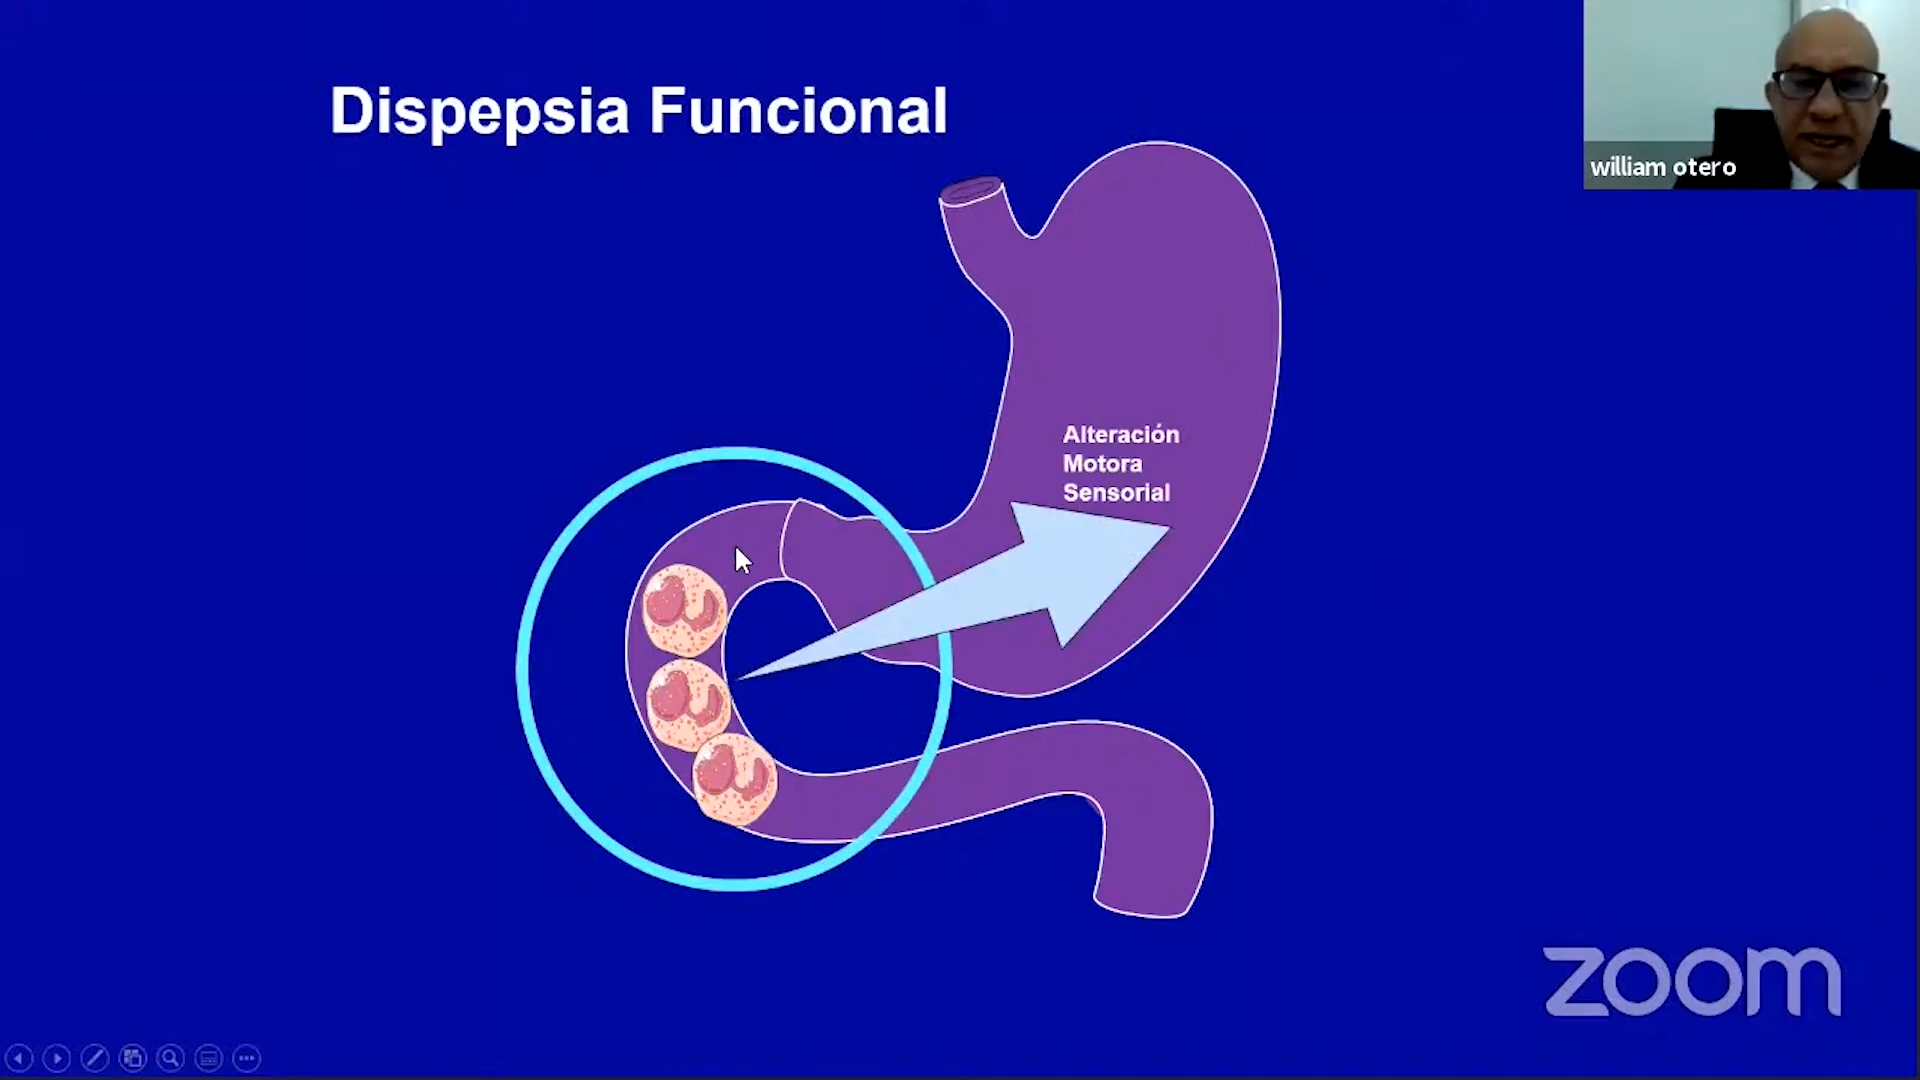 Dispepsia Funcional
william otero
Alteración
Motora
Sensorial
zoom